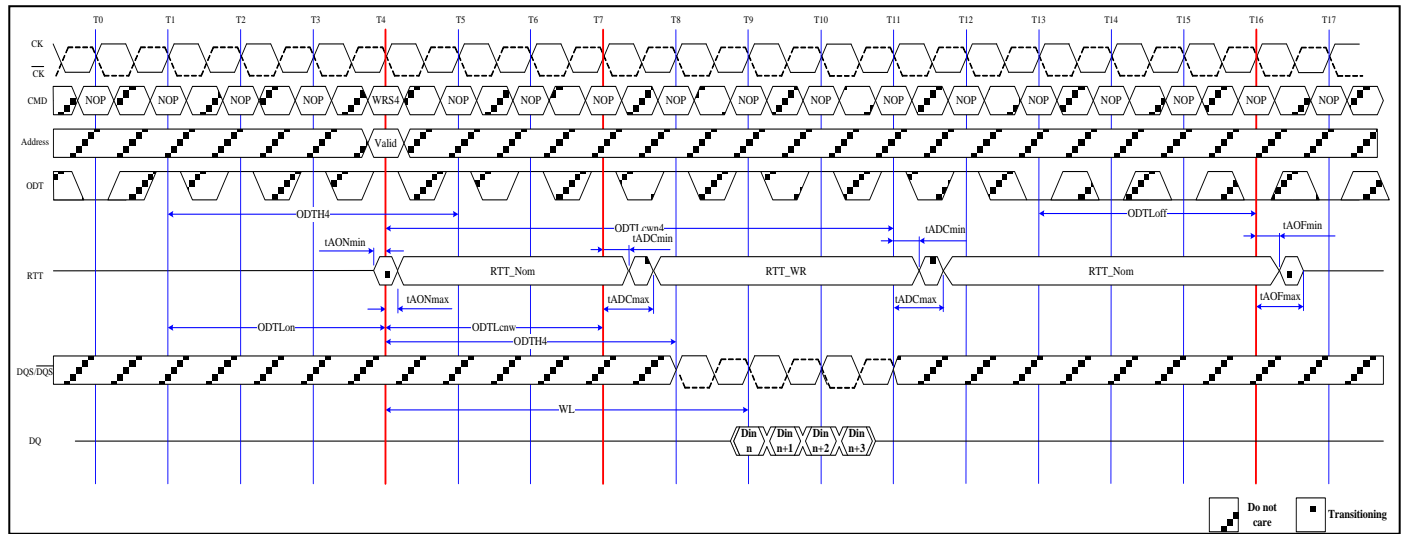 T0 T1 T2 T3 T4 T5 T6 T7 T8 T9 T10 T11 T12 T13 T14 T15 T16 T17
CK
CK
CMD NOP NOP NOP NOP WRS4 NOP NOP NOP NOP NOP NOP NOP NOP NOP NOP NOP NOP NOP
Address Valid
ODT
ODTH4 ODTLoff
ODTLcwn4
tAONmin tADCmin tADCmin tAOFmin
RTT RTT_Nom RTT_WR RTT_Nom
tAONmax tADCmax tADCmax tAOFmax
ODTLon ODTLcnw
ODTH4
DQS/DQS
WL
DQ Din n Din n+1 Din n+2 Din n+3
Do not care Transitioning